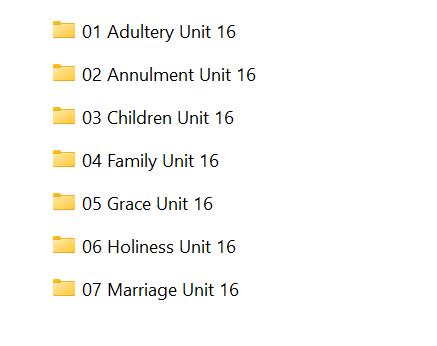 01 Adultery Unit 16
02 Annulment Unit 16
03 Children Unit 16
04 Family Unit 16
05 Grace Unit 16
06 Holiness Unit 16
07 Marriage Unit 16